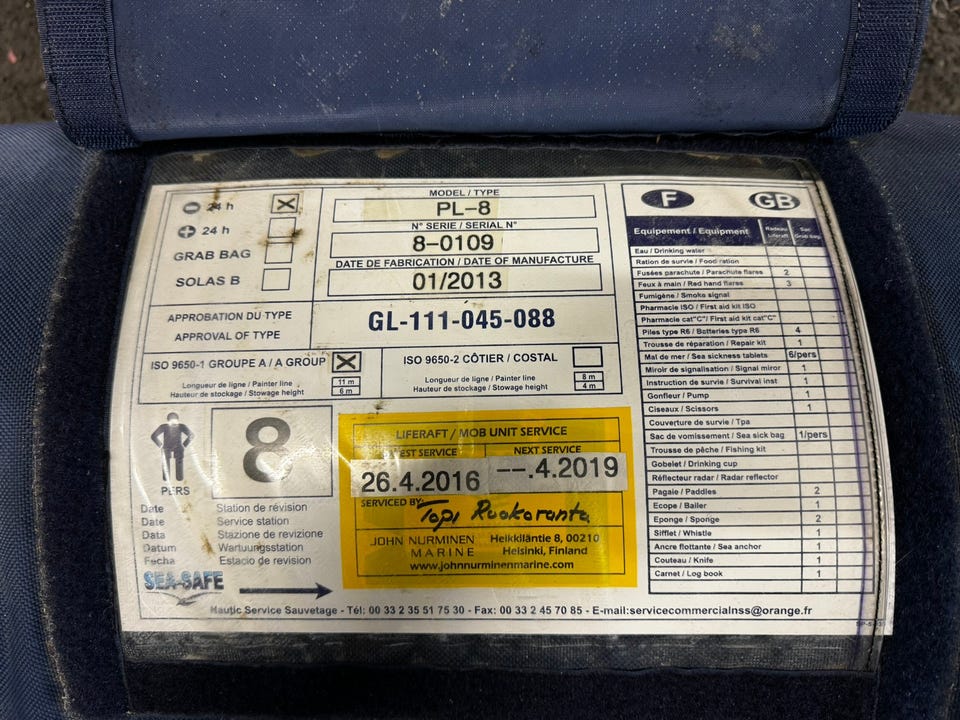 24 h
24 h
GRAB BAG
SOLAS B
MODEL / TYPE
PL-8
N° SERIE / SERIAL N°
8-0109
DATE DE FABRICATION / DATE OF MANUFACTURE
01/2013
APPROBATION DU TYPE
APPROVAL OF TYPE
GL-111-045-088
ISO 9650-1 GROUPE A / A GROUP
Longueur de ligne / Painter line 11 m
Hauteur de stockage / Stowage height 6 m
ISO 9650-2 CÔTIER / COSTAL
Longueur de ligne / Painter line 8 m
Hauteur de stockage / Stowage height 4 m
PERS
8
Date Station de révision
Date Service station
Data Stazione de revizione
Datum Wartuungsstation
Fecha Estacio de revision
LIFERAFT / MOB UNIT SERVICE
SERVICE NEXT SERVICE
26.4.2016 --.4.2019
SERVICED BY:
Topi Ruokoranta
JOHN NURMINEN
MARINE
Heikkiläntie 8, 00210
Helsinki, Finland
www.johnnurminenmarine.com
SEA-SAFE
Nautic Service Sauvetage - Tél: 00 33 2 35 51 75 30 - Fax: 00 33 2 45 70 85 - E-mail:servicecommercialnss@orange.fr
F GB
Equipement / Equipment Radeau Liferaft Sac Grab Bag
Eau / Drinking water
Ration de survie / Food ration
Fusées parachute / Parachute flares 2
Feux à main / Red hand flares 3
Fumigène / Smoke signal
Pharmacie ISO / First aid kit ISO
Pharmacie cat"C"/ First aid kit cat"C"
Piles type R6 / Batteries type R6 4
Trousse de réparation / Repair kit 1
Mal de mer / Sea sickness tablets 6/pers
Miroir de signalisation / Signal miror 1
Instruction de survie / Survival inst 1
Gonfleur / Pump 1
Ciseaux / Scissors 1
Couverture de survie / Tpa
Sac de vomissement / Sea sick bag 1/pers
Trousse de pêche / Fishing kit
Gobelet / Drinking cup
Réflecteur radar / Radar reflector
Pagaie / Paddles 2
Ecope / Bailer 1
Eponge / Sponge 2
Sifflet / Whistle 1
Ancre flottante / Sea anchor 1
Couteau / Knife 1
Carnet / Log book 1